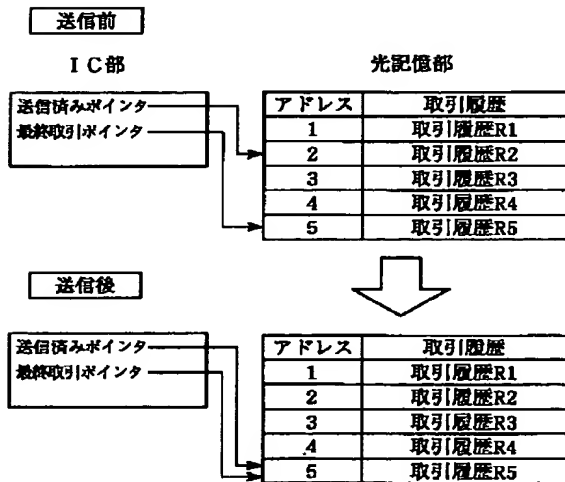 送信前
IC部
光記憶部
送信済みポインタ
最終取引ポインタ
アドレス 取引履歴
1 取引履歴R1
2 取引履歴R2
3 取引履歴R3
4 取引履歴R4
5 取引履歴R5
送信後
送信済みポインタ
最終取引ポインタ
アドレス 取引履歴
1 取引履歴R1
2 取引履歴R2
3 取引履歴R3
4 取引履歴R4
5 取引履歴R5